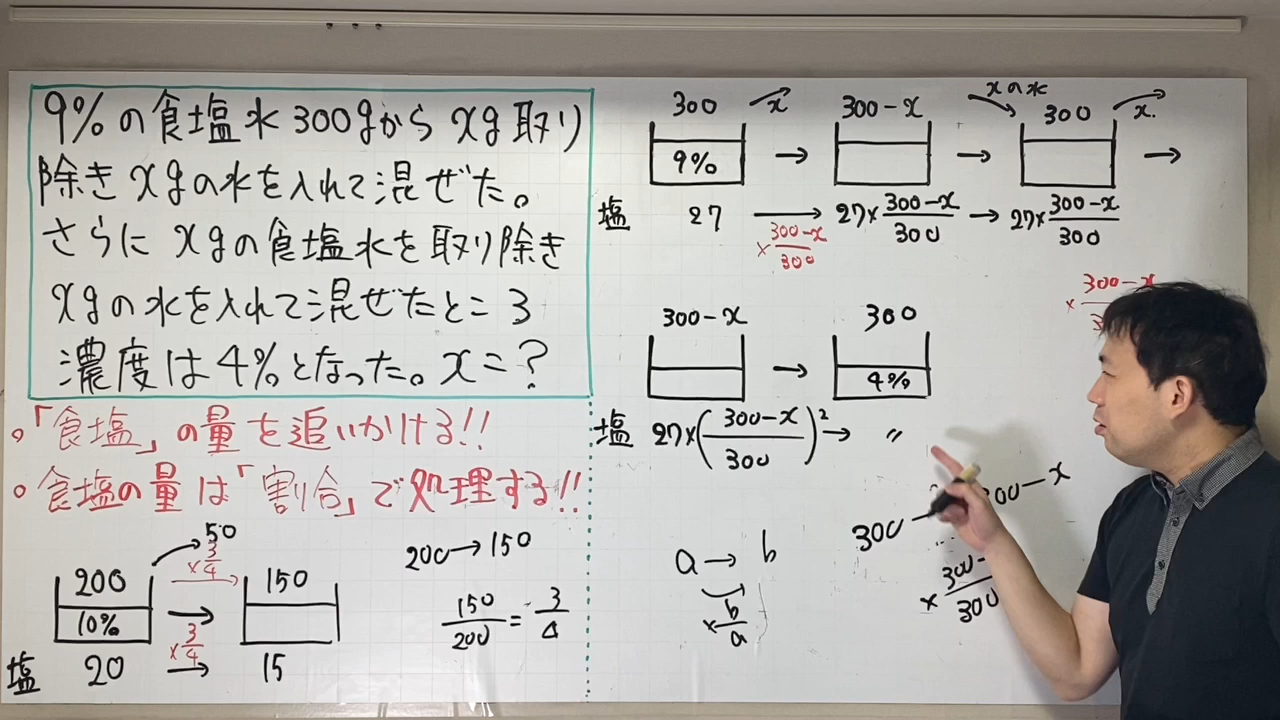 9%の食塩水300gからxg取り
除きxgの水を入れて混ぜた。
さらにxgの食塩水を取り除き
xgの水を入れて混ぜたところ
濃度は4%となった。x=?
。「食塩」の量を追いかける!!
。食塩の量は「割合」で処理する!!
50
×3/4
200 → 150
10%
×3/4
塩 20 → 15
200→150
150/200=3/4
300 x 300-x xの水 300 x.
9% → → →
塩 27 → 27×300-x/300 → 27×300-x/300
×300-x/300
300-x 300
→ 4%
塩 27×(300-x/300)² → 〃
a→b
×b/a